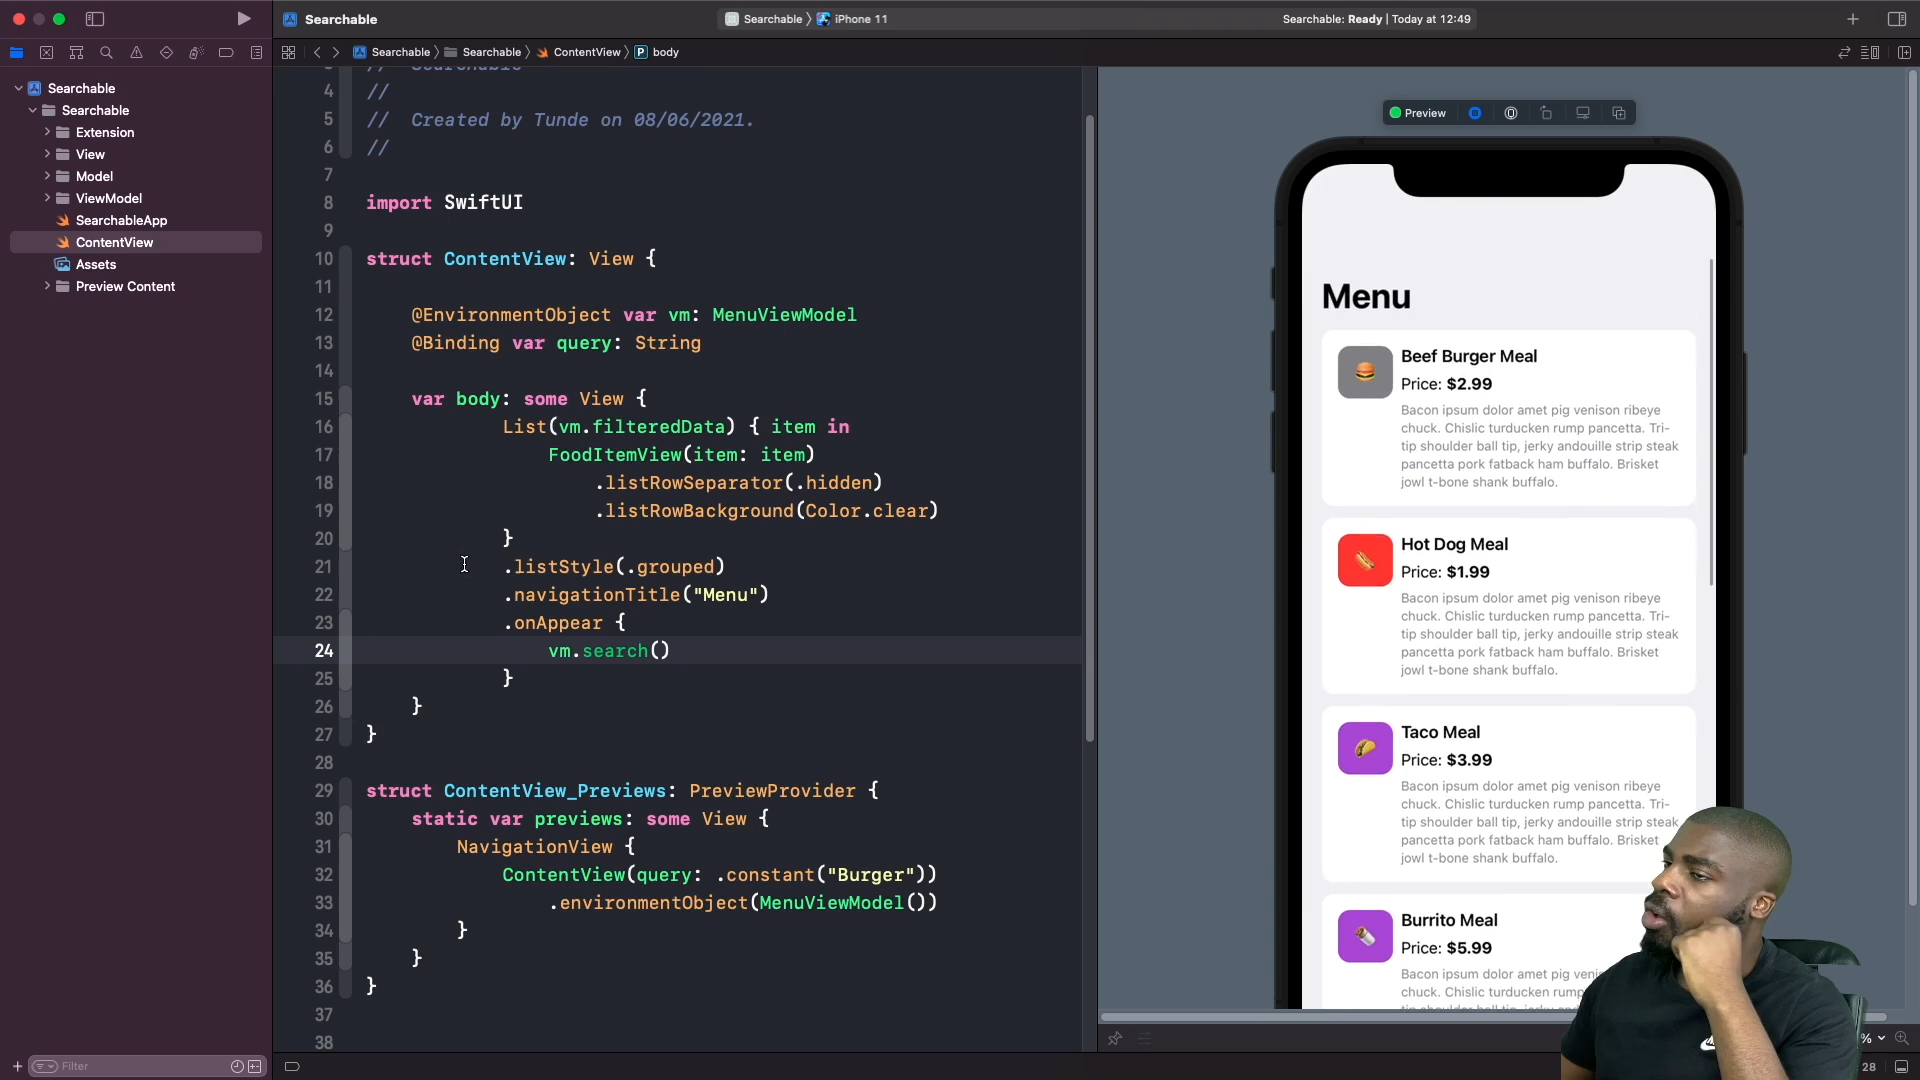 Searchable
Searchable 〉 iPhone 11
Searchable: Ready | Today at 12:49
Searchable 〉 Searchable 〉 ContentView 〉 P body
Searchable
Searchable
Extension
View
Model
ViewModel
SearchableApp
ContentView
Assets
Preview Content
Filter
3 // Searchable
4 //
5 // Created by Tunde on 08/06/2021.
6 //
7
8 import SwiftUI
9
10 struct ContentView: View {
11
12 @EnvironmentObject var vm: MenuViewModel
13 @Binding var query: String
14
15 var body: some View {
16 List(vm.filteredData) { item in
17 FoodItemView(item: item)
18 .listRowSeparator(.hidden)
19 .listRowBackground(Color.clear)
20 }
21 .listStyle(.grouped)
22 .navigationTitle("Menu")
23 .onAppear {
24 vm.search()
25 }
26 }
27 }
28
29 struct ContentView_Previews: PreviewProvider {
30 static var previews: some View {
31 NavigationView {
32 ContentView(query: .constant("Burger"))
33 .environmentObject(MenuViewModel())
34 }
35 }
36 }
37
38
Preview
Menu
Beef Burger Meal
Price: $2.99
Bacon ipsum dolor amet pig venison ribeye
chuck. Chislic turducken rump pancetta. Tri-
tip shoulder ball tip, jerky andouille strip steak
pancetta pork fatback ham buffalo. Brisket
jowl t-bone shank buffalo.
Hot Dog Meal
Price: $1.99
Bacon ipsum dolor amet pig venison ribeye
chuck. Chislic turducken rump pancetta. Tri-
tip shoulder ball tip, jerky andouille strip steak
pancetta pork fatback ham buffalo. Brisket
jowl t-bone shank buffalo.
Taco Meal
Price: $3.99
Bacon ipsum dolor amet pig venison ribeye
chuck. Chislic turducken rump pancetta. Tri-
tip shoulder ball tip, jerky andouille strip steak
pancetta pork fatback ham buffalo. Brisket
jowl t-bone shank buffalo.
Burrito Meal
Price: $5.99
Bacon ipsum dolor amet pig
chuck. Chislic turducken rump
%
28